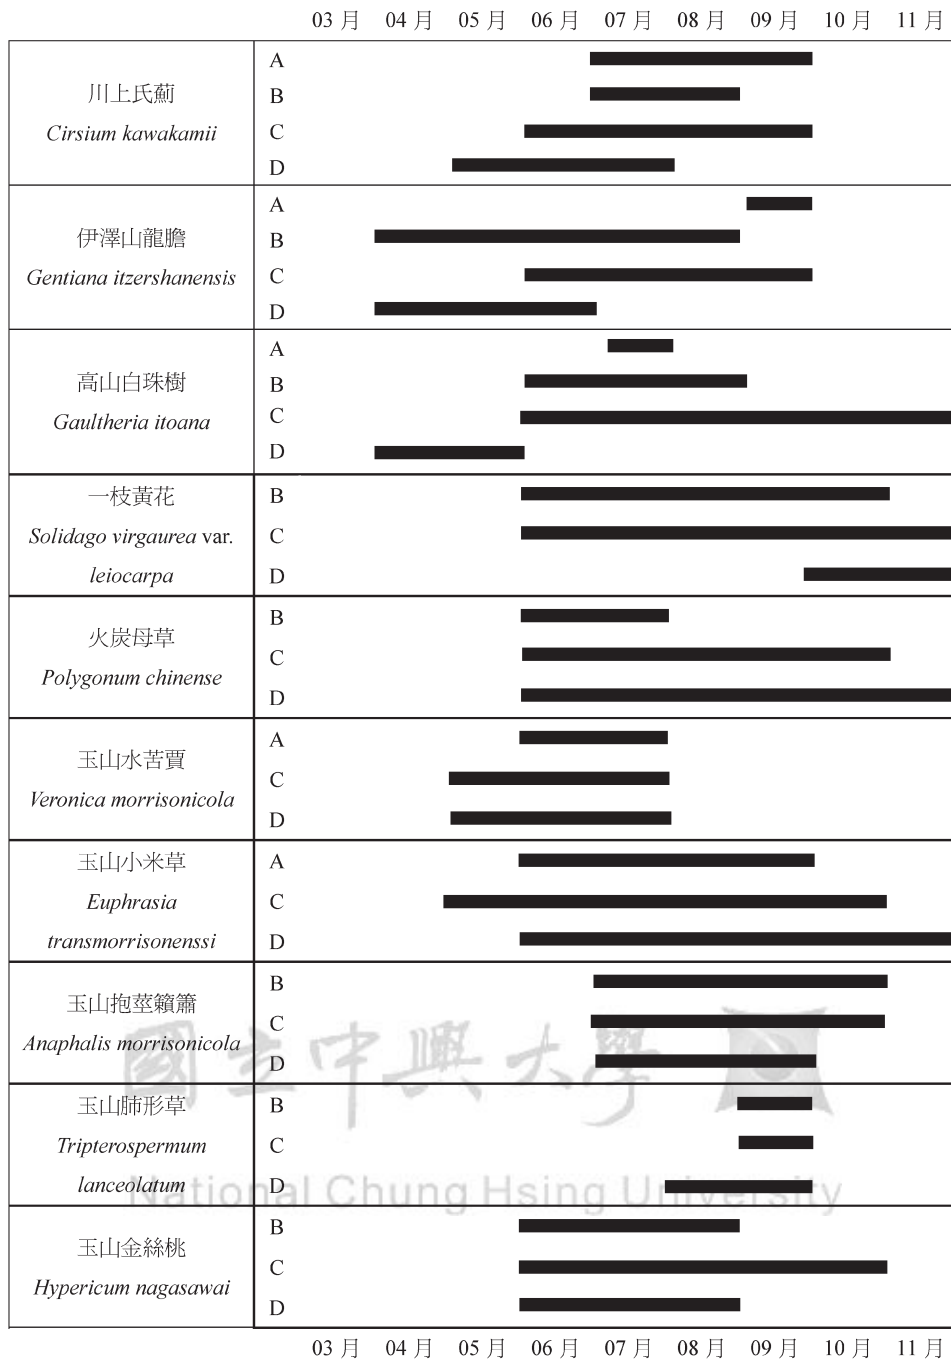 03 月 04 月 05 月 06 月 07 月 08 月 09 月 10 月 11 月
川上氏薊
Cirsium kawakamii
A
B
C
D
伊澤山龍膽
Gentiana itzershanensis
A
B
C
D
高山白珠樹
Gaultheria itoana
A
B
C
D
一枝黃花
Solidago virgaurea var.
leiocarpa
B
C
D
火炭母草
Polygonum chinense
B
C
D
玉山水苦賈
Veronica morrisonicola
A
C
D
玉山小米草
Euphrasia
transmorrisonenssi
A
C
D
玉山抱莖籟簫
Anaphalis morrisonicola
B
C
D
玉山肺形草
Tripterospermum
lanceolatum
B
C
D
玉山金絲桃
Hypericum nagasawai
B
C
D
國立中興大學
National Chung Hsing University
03 月 04 月 05 月 06 月 07 月 08 月 09 月 10 月 11 月